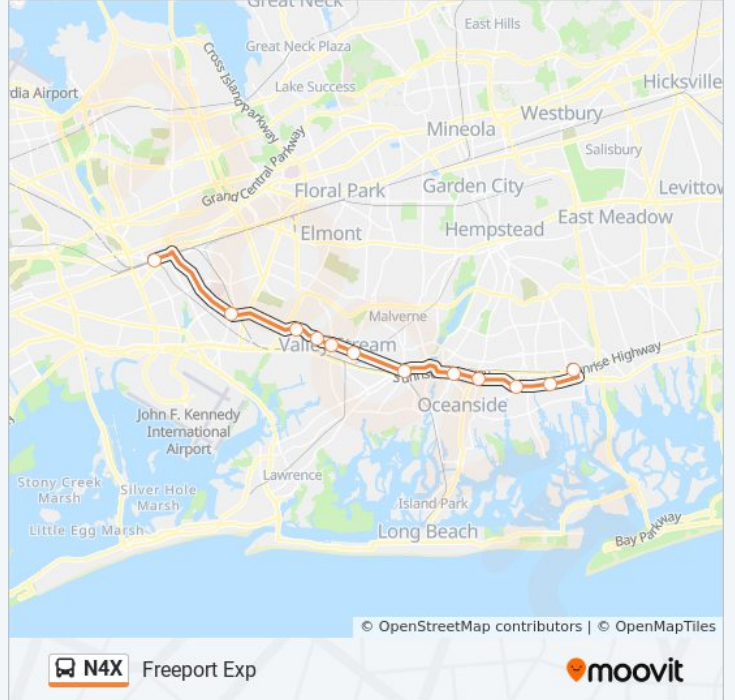 Great Neck
East Hills
Great Neck Plaza
Cross Island Parkway
Lake Success
Hicksville
dia Airport
Westbury
Mineola
Grand Central Parkway
Salisbury
Floral Park
Garden City
Levittow
East Meadow
Elmont
Hempstead
Malverne
Valley Stream
Sunrise
nrise Highway
Oceanside
John F. Kennedy
International
Airport
Lawrence
Stony Creek
Marsh
Silver Hole
Marsh
Island Park
Little Egg Marsh
Long Beach
Bay Parkway
© OpenStreetMap contributors | © OpenMapTiles
N4X
Freeport Exp
moovit